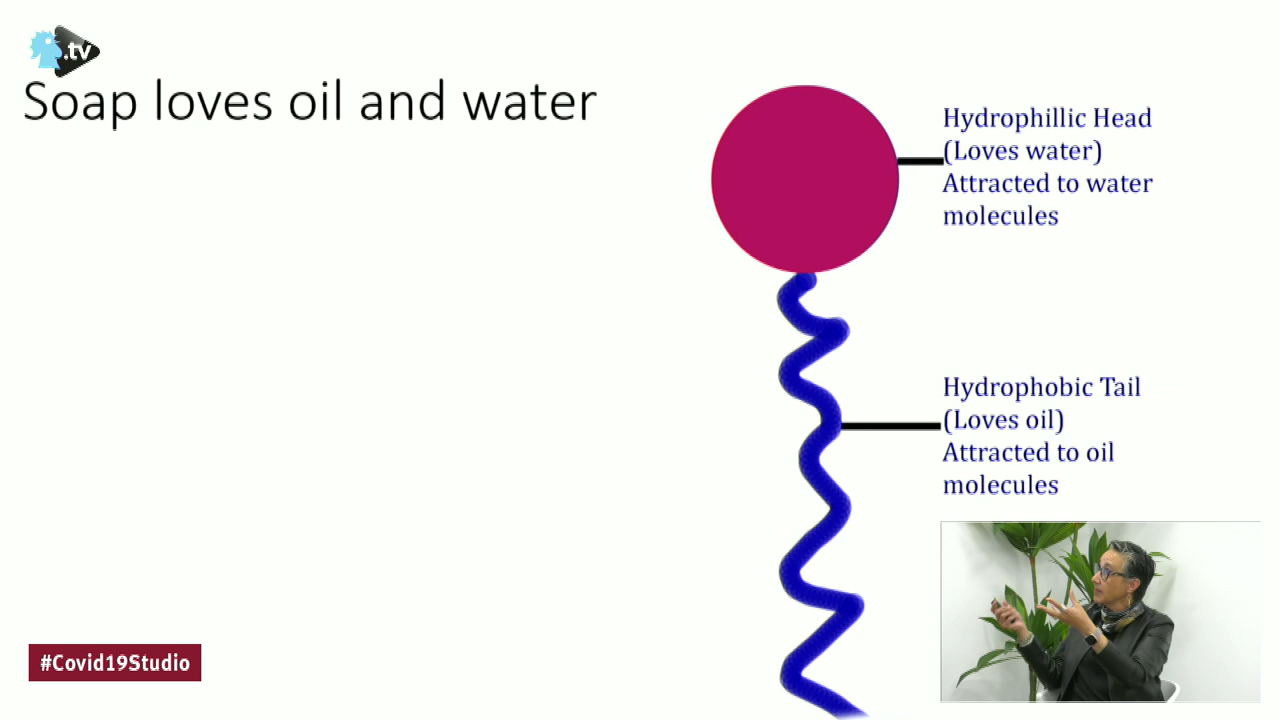 .tv
Soap loves oil and water
Hydrophillic Head
(Loves water)
Attracted to water
molecules
Hydrophobic Tail
(Loves oil)
Attracted to oil
molecules
#Covid19Studio